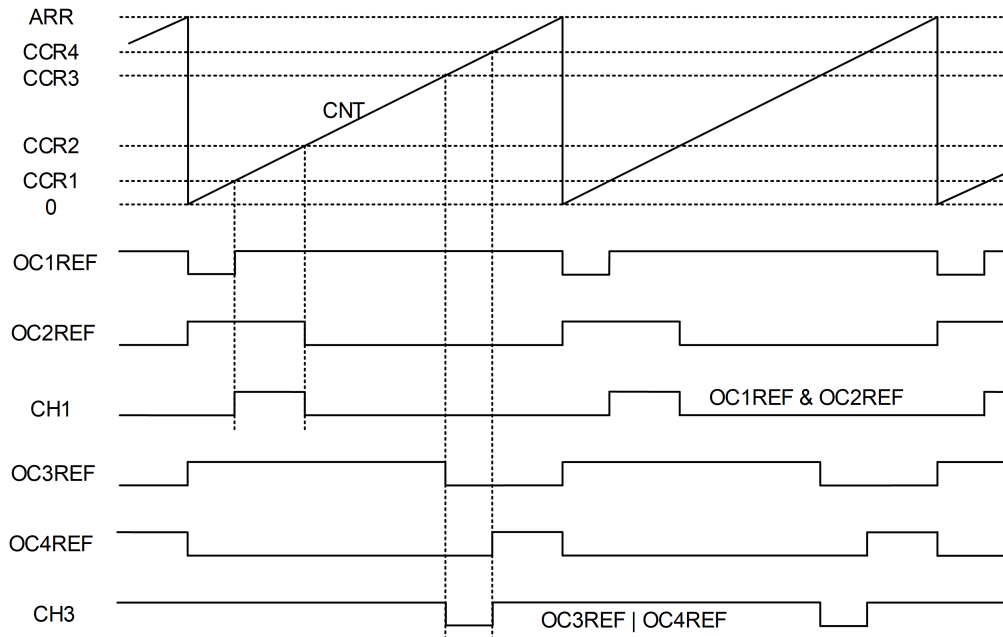 ARR
CCR4
CCR3
CNT
CCR2
CCR1
0
OC1REF
OC2REF
CH1
OC1REF & OC2REF
OC3REF
OC4REF
CH3
OC3REF | OC4REF